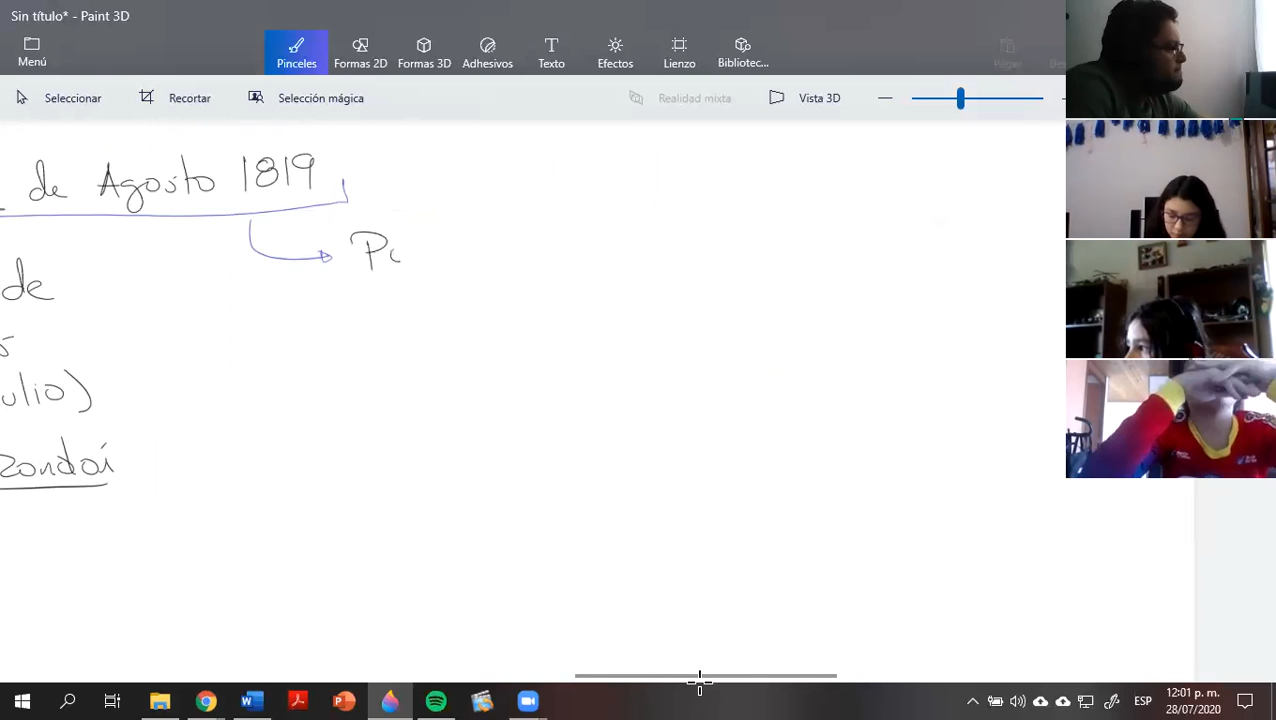 Sin título* - Paint 3D
Menú
Pinceles
Formas 2D
Formas 3D
Adhesivos
Texto
Efectos
Lienzo
Bibliotec...
Pegar
Seleccionar
Recortar
Selección mágica
Realidad mixta
Vista 3D
de Agosto 1819
de
ulio)
ESP
12:01 p. m.
28/07/2020